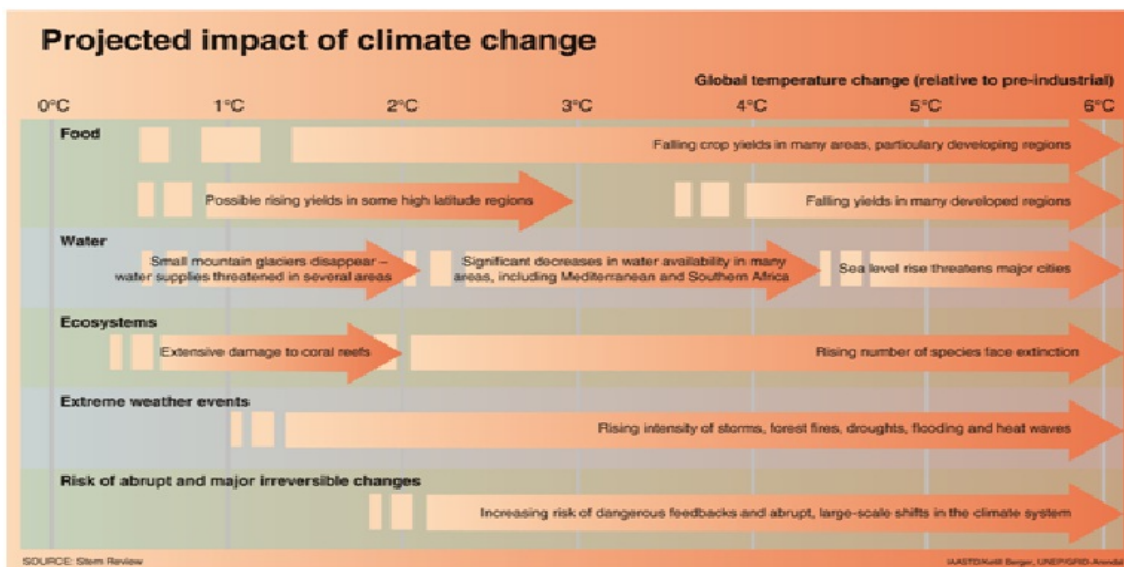 Projected impact of climate change
Global temperature change (relative to pre-industrial)
0°C 1°C 2°C 3°C 4°C 5°C 6°C
Food
Falling crop yields in many areas, particulary developing regions
Possible rising yields in some high latitude regions
Falling yields in many developed regions
Water
Small mountain glaciers disappear –
water supplies threatened in several areas
Significant decreases in water availability in many
areas, including Mediterranean and Southern Africa
Sea level rise threatens major cities
Ecosystems
Extensive damage to coral reefs
Rising number of species face extinction
Extreme weather events
Rising intensity of storms, forest fires, droughts, flooding and heat waves
Risk of abrupt and major irreversible changes
Increasing risk of dangerous feedbacks and abrupt, large-scale shifts in the climate system
SOURCE: Stern Review
IAASTD/Ketill Berger, UNEP/GRID-Arendal